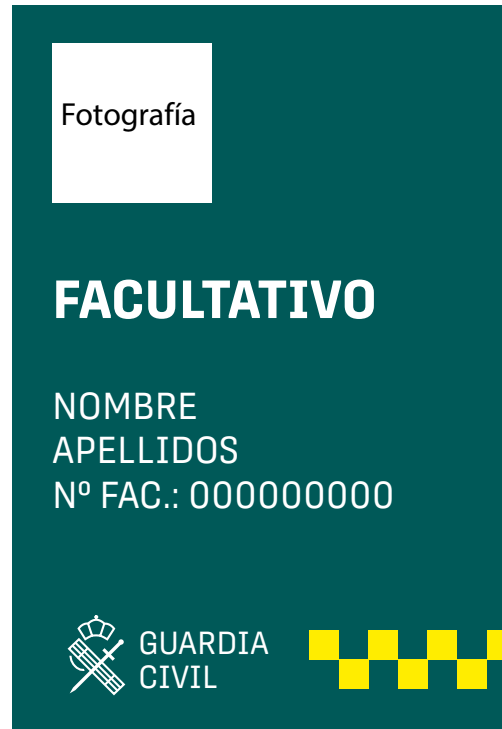 Fotografía
FACULTATIVO
NOMBRE
APELLIDOS
Nº FAC.: 000000000
GUARDIA
CIVIL